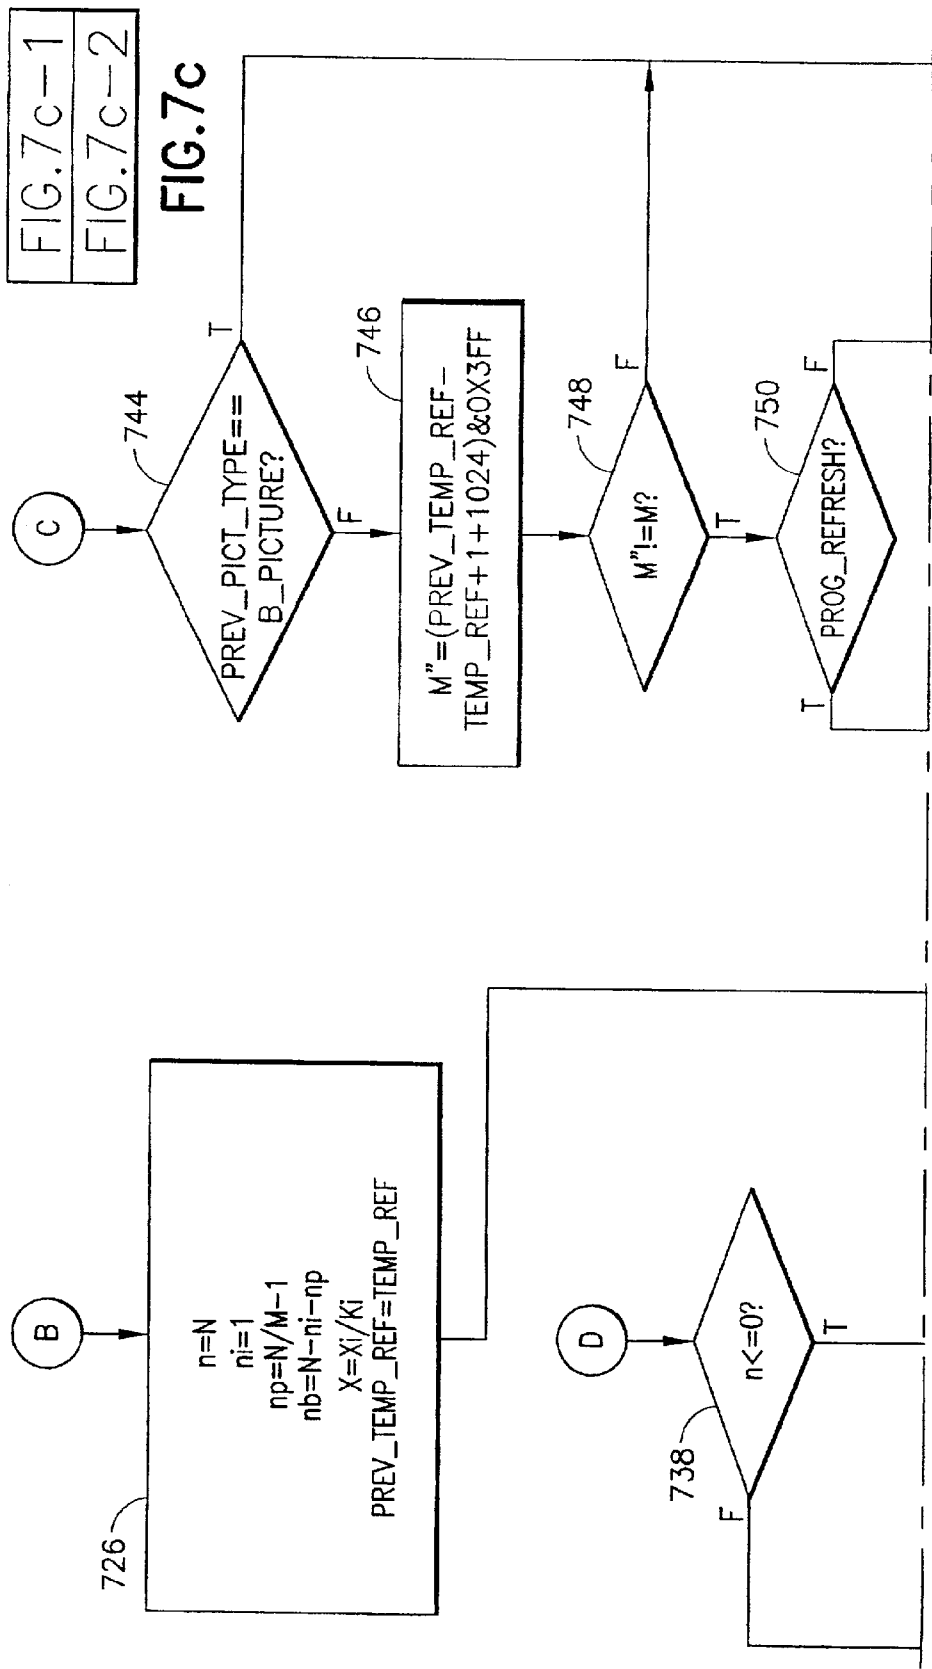 FIG.7c-1
FIG.7c-2
FIG.7c
B
726
n=N
ni=1
np=N/M-1
nb=N-ni-np
X=Xi/Ki
PREV_TEMP_REF=TEMP_REF
D
738
n<=0?
F
T
C
744
PREV_PICT_TYPE==
B_PICTURE?
T
F
746
M"=(PREV_TEMP_REF-
TEMP_REF+1+1024)&0X3FF
748
M"!=M?
F
T
750
PROG_REFRESH?
T
F